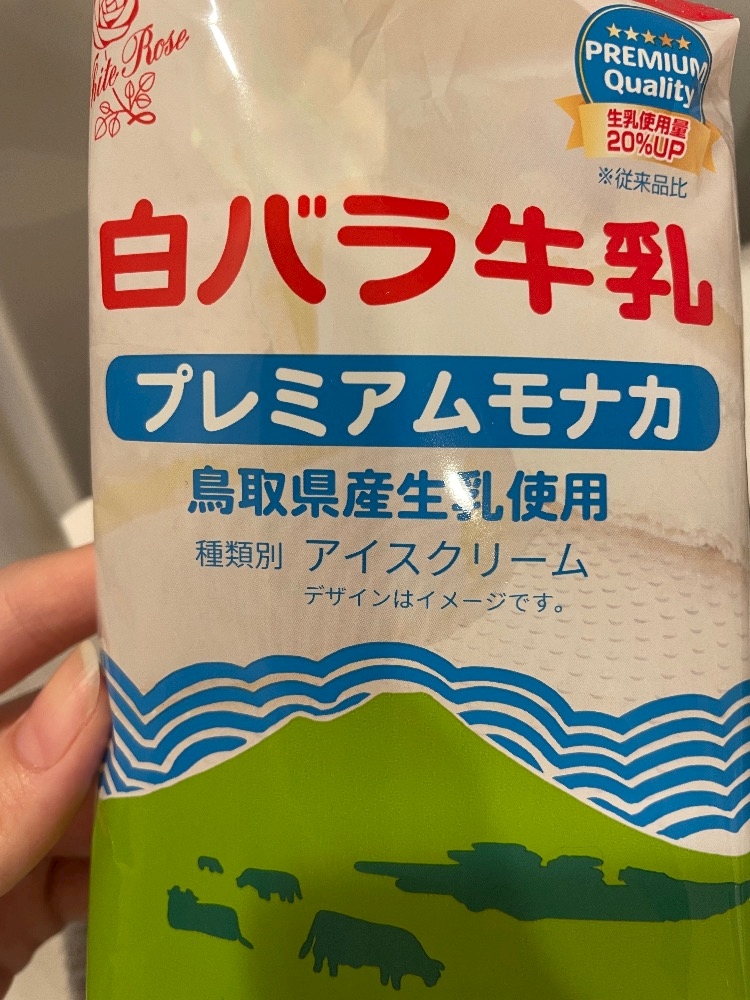 Rose
PREMIUM
Quality
生乳使用量
20%UP
※従来品比
白バラ牛乳
プレミアムモナカ
鳥取県産生乳使用
種類別 アイスクリーム
デザインはイメージです。